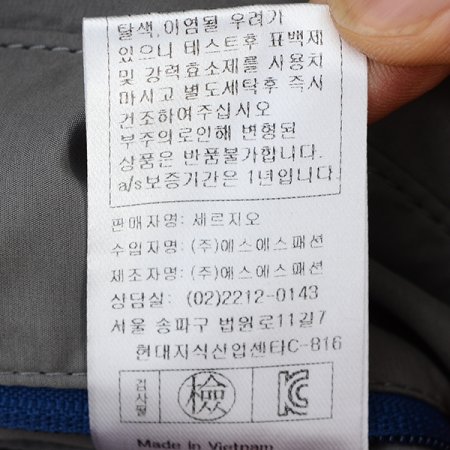 탈색,이염될 우려가
있으니 테스트후 표백제
및 강력효소제를 사용치
마시고 별도세탁후 즉시
건조하여주십시오
부주의로인해 변형된
상품은 반품불가합니다.
a/s보증기간은 1년입니다
판매자명: 세르지오
수입자명: (주)에스에스패션
제조자명: (주)에스에스패션
상담실: (02)2212-0143
서울 송파구 법원로11길7
현대지식산업센타C-816
검사필 檢 KC
Made in Vietnam